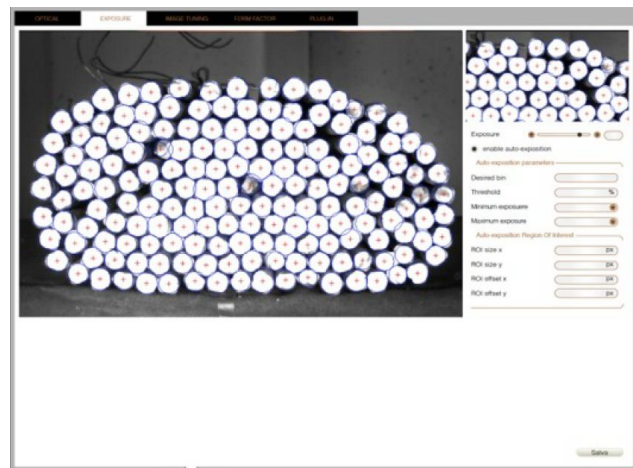 OPTICAL EXPOSURE IMAGE TUNING FORM FACTOR PLUG-IN
Exposure
enable auto-exposition
Auto-exposition parameters
Desired bin
Threshold %
Minimum exposuere
Maximum exposure
Auto-exposition Region Of Interest
ROI size x px
ROI size y px
ROI offset x px
ROI offset y px
Salva